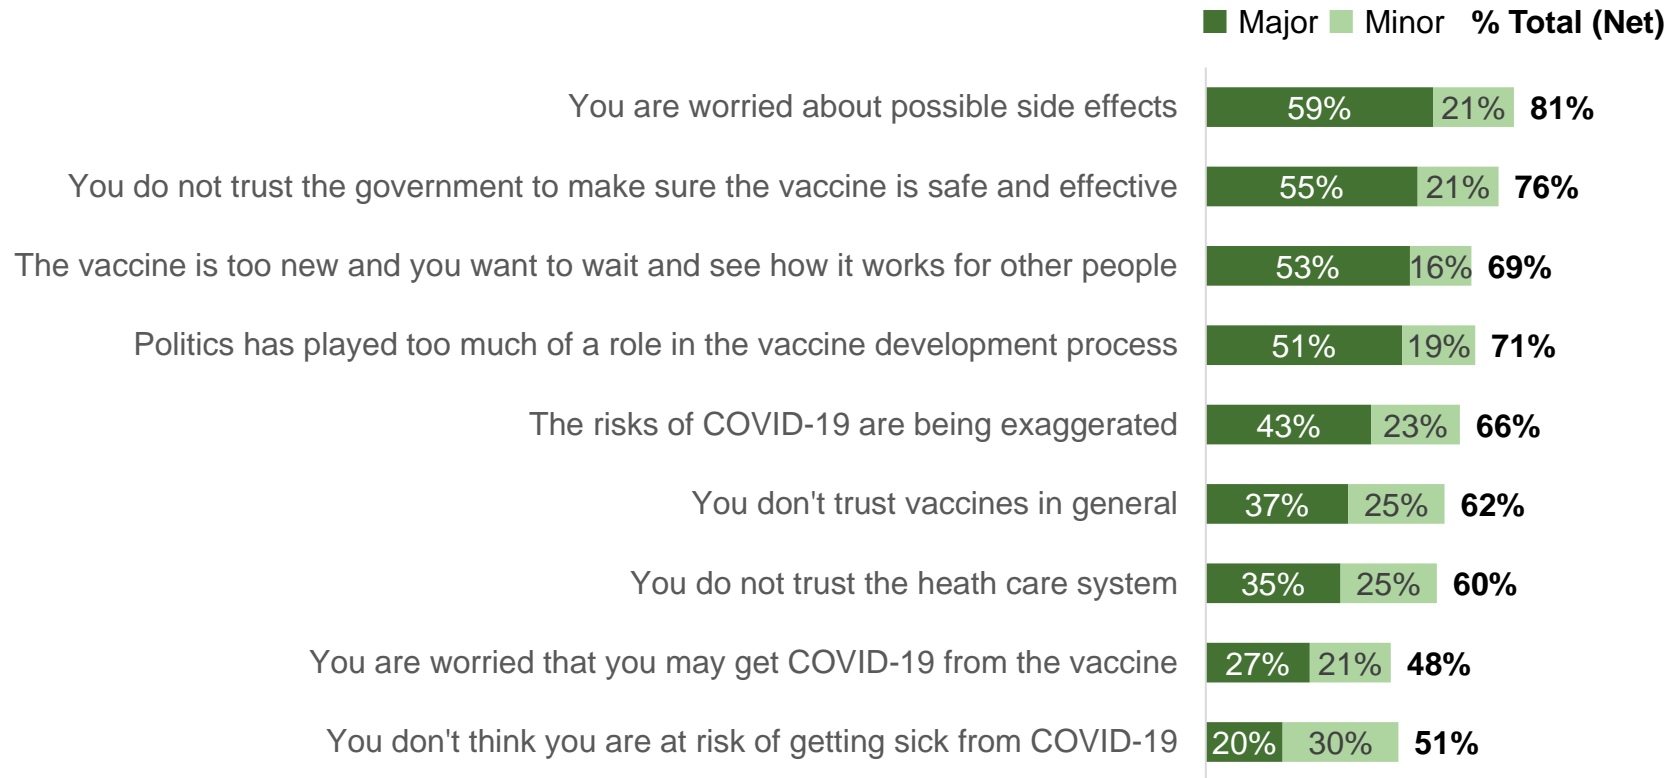 Major Minor % Total (Net)
You are worried about possible side effects 59% 21% 81%
You do not trust the government to make sure the vaccine is safe and effective 55% 21% 76%
The vaccine is too new and you want to wait and see how it works for other people 53% 16% 69%
Politics has played too much of a role in the vaccine development process 51% 19% 71%
The risks of COVID-19 are being exaggerated 43% 23% 66%
You don't trust vaccines in general 37% 25% 62%
You do not trust the heath care system 35% 25% 60%
You are worried that you may get COVID-19 from the vaccine 27% 21% 48%
You don't think you are at risk of getting sick from COVID-19 20% 30% 51%